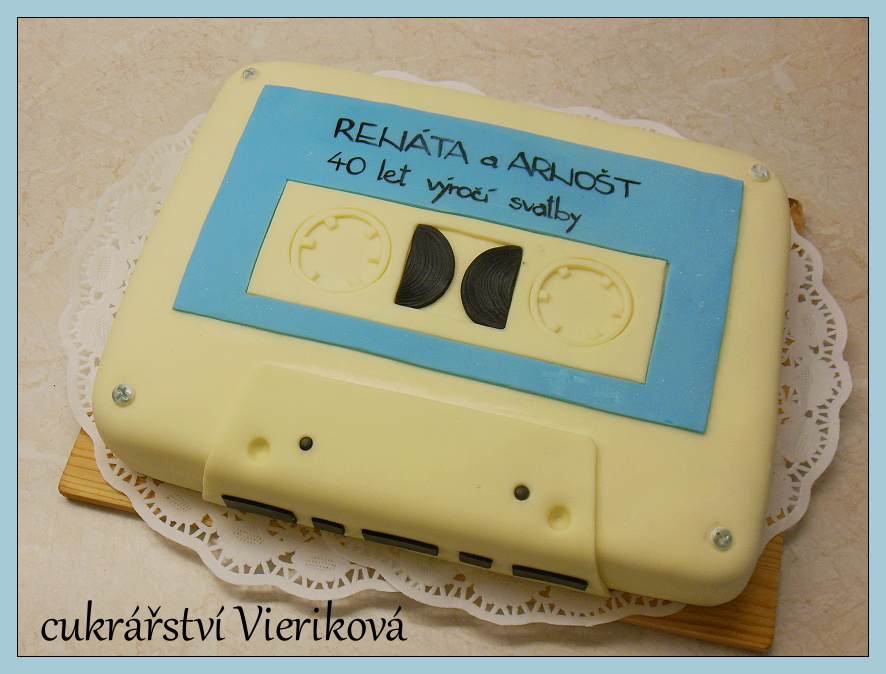 RENÁTA a ARNOŠT
40 let výročí svatby
cukrářství Vieriková